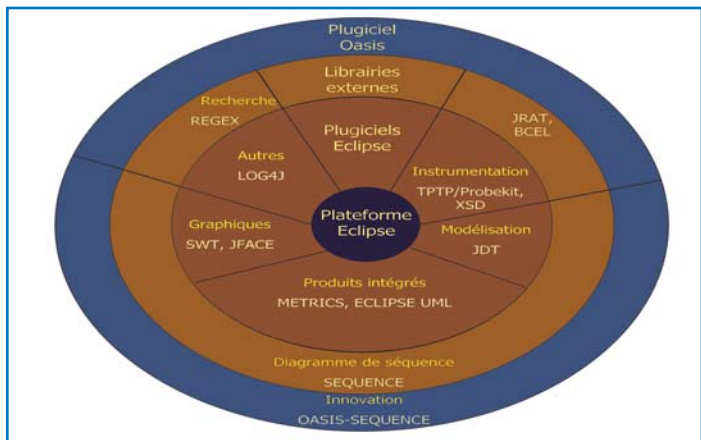 Plugiciel
Oasis
Librairies
externes
Recherche
REGEX
JRAT,
BCEL
Plugiciels
Eclipse
Autres
LOG4J
Instrumentation
TPTP/Probekit,
XSD
Plateforme
Eclipse
Graphiques
SWT, JFACE
Modélisation
JDT
Produits intégrés
METRICS, ECLIPSE UML
Diagramme de séquence
SEQUENCE
Innovation
OASIS-SEQUENCE